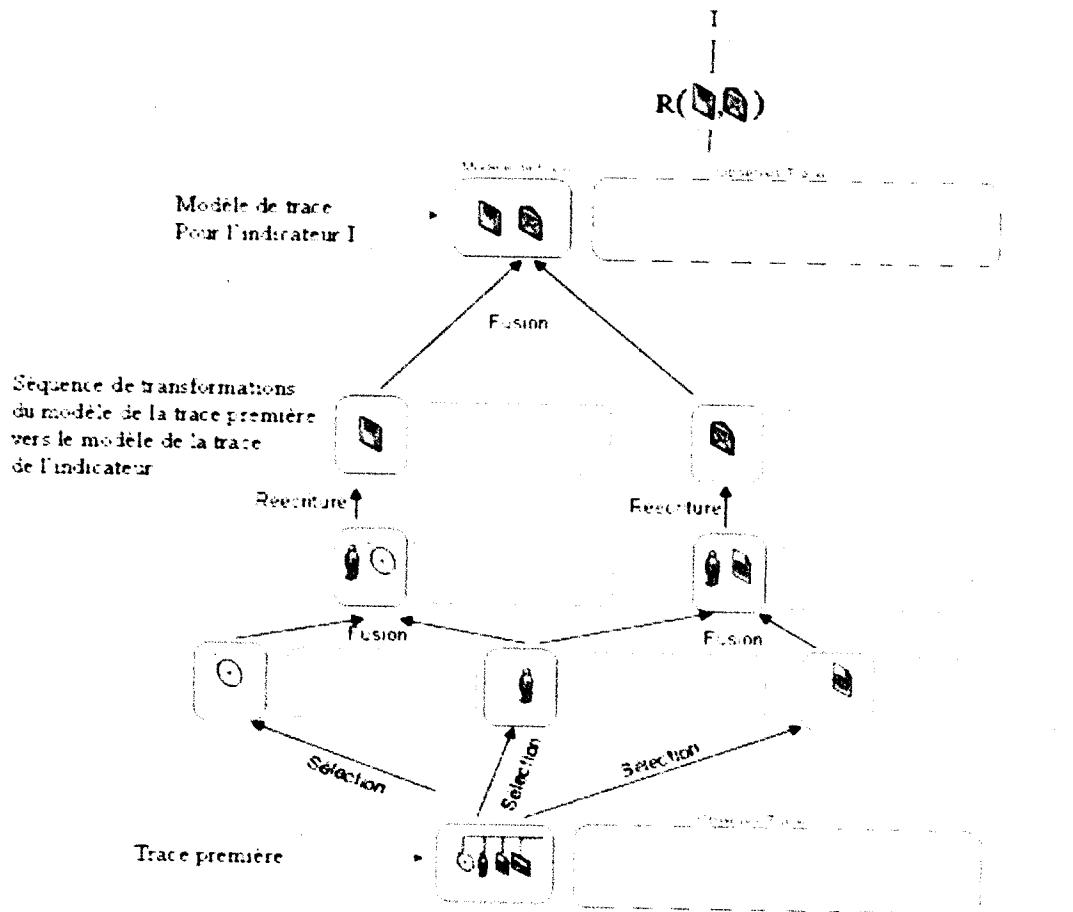 I
R( , )
Modèle de trace
Pour l'indicateur I
Fusion
Séquence de transformations
du modèle de la trace première
vers le modèle de la trace
de l'indicateur
Réécriture
Réécriture
Fusion
Fusion
Sélection
Sélection
Sélection
Trace première